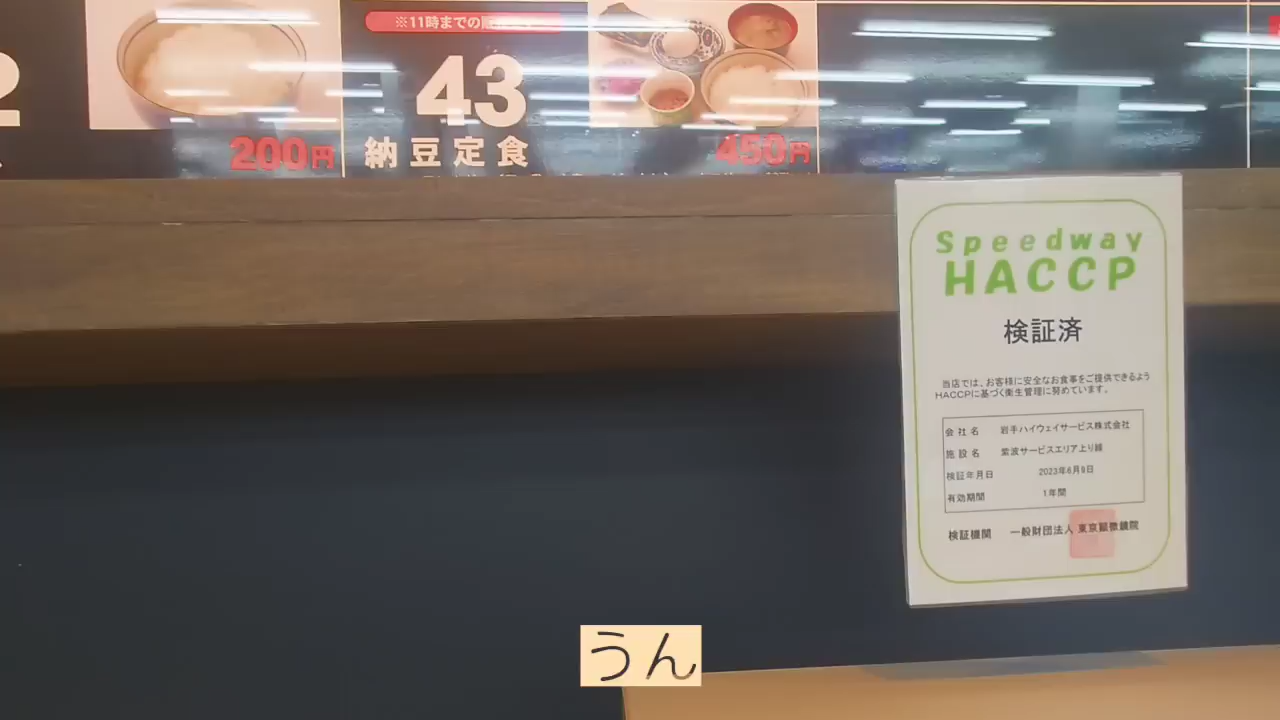 ※11時までの
2
43
200円
納豆定食
450円
Speedway
HACCP
検証済
当店では、お客様に安全なお食事をご提供できるよう
HACCPに基づく衛生管理に努めています。
会社名 岩手ハイウェイサービス株式会社
施設名 紫波サービスエリア上り線
検証年月日 2023年6月9日
有効期間 1年間
検証機関 一般財団法人 東京顕微鏡院
うん